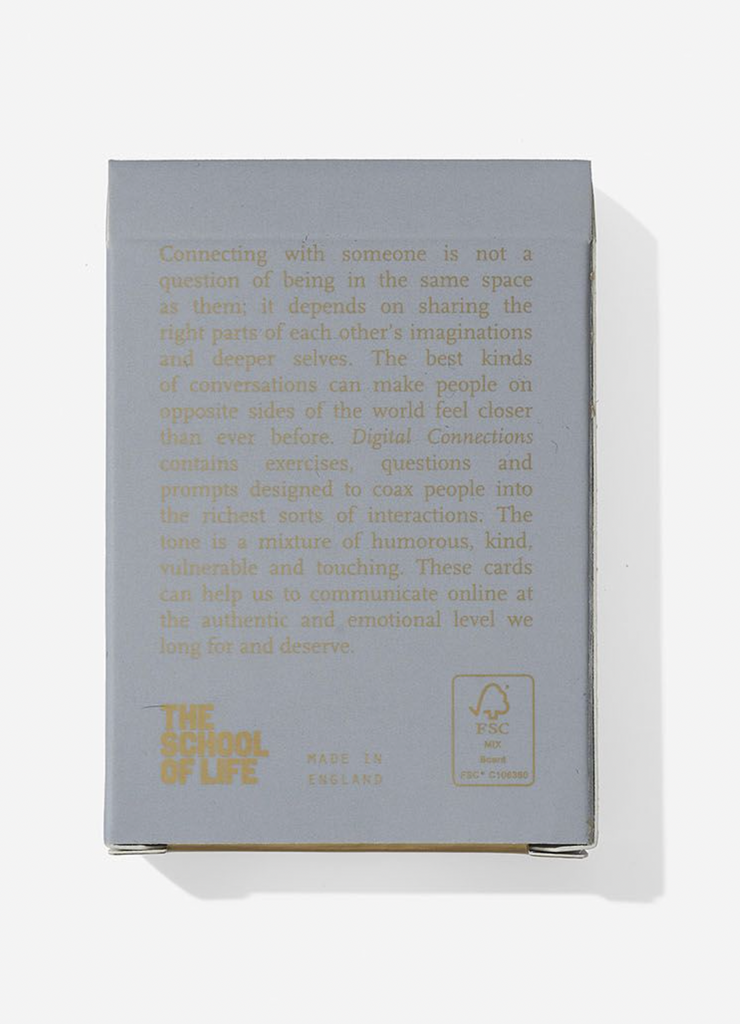 Connecting with someone is not a
question of being in the same space
as them; it depends on sharing the
right parts of each other's imaginations
and deeper selves. The best kinds
of conversations can make people on
opposite sides of the world feel closer
than ever before. Digital Connections
contains exercises, questions and
prompts designed to coax people into
the richest sorts of interactions. The
tone is a mixture of humorous, kind,
vulnerable and touching. These cards
can help us to communicate online at
the authentic and emotional level we
long for and deserve.
THE
SCHOOL
OF LIFE
MADE IN
ENGLAND
FSC
MIX
Board
FSC® C106360